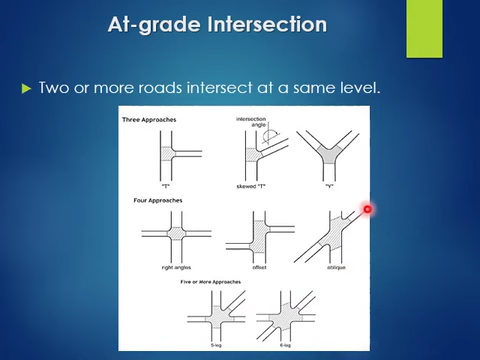 At-grade Intersection
Two or more roads intersect at a same level.
Three Approaches
intersection
angle
"T"
skewed "T"
"Y"
Four Approaches
right angles
offset
oblique
Five or More Approaches
5-leg
6-leg